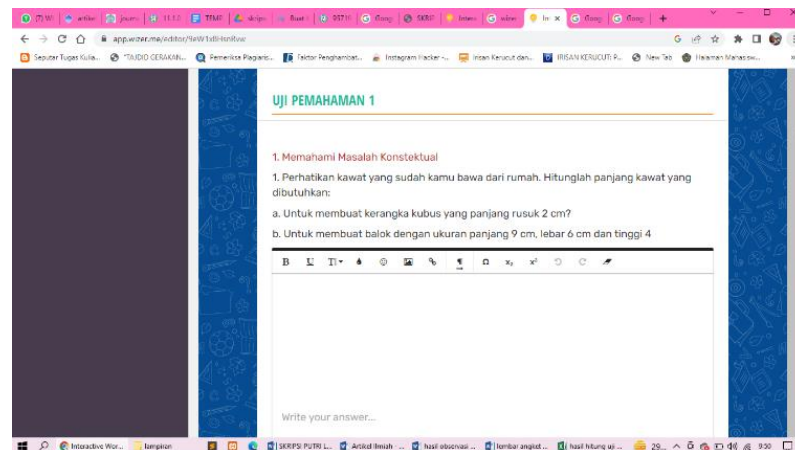 app.wizer.me/editor/
Seputar Tugas Kulia...
Pemeriksa Plagiaris...
Faktor Penghambat...
Instagram Hacker -...
Irisan Kerucut dan...
IRISAN KERUCUT: P...
New Tab
Halaman Mahasisw...
UJI PEMAHAMAN 1
1. Memahami Masalah Konstektual
1. Perhatikan kawat yang sudah kamu bawa dari rumah. Hitunglah panjang kawat yang
dibutuhkan:
a. Untuk membuat kerangka kubus yang panjang rusuk 2 cm?
b. Untuk membuat balok dengan ukuran panjang 9 cm, lebar 6 cm dan tinggi 4
Write your answer...
Interactive Wor...
lampiran
SKRIPSI PUTRI L...
Artikel Ilmiah - ...
hasil observasi ...
lembar angket ...
hasil hitung uji ...
29...
9:30